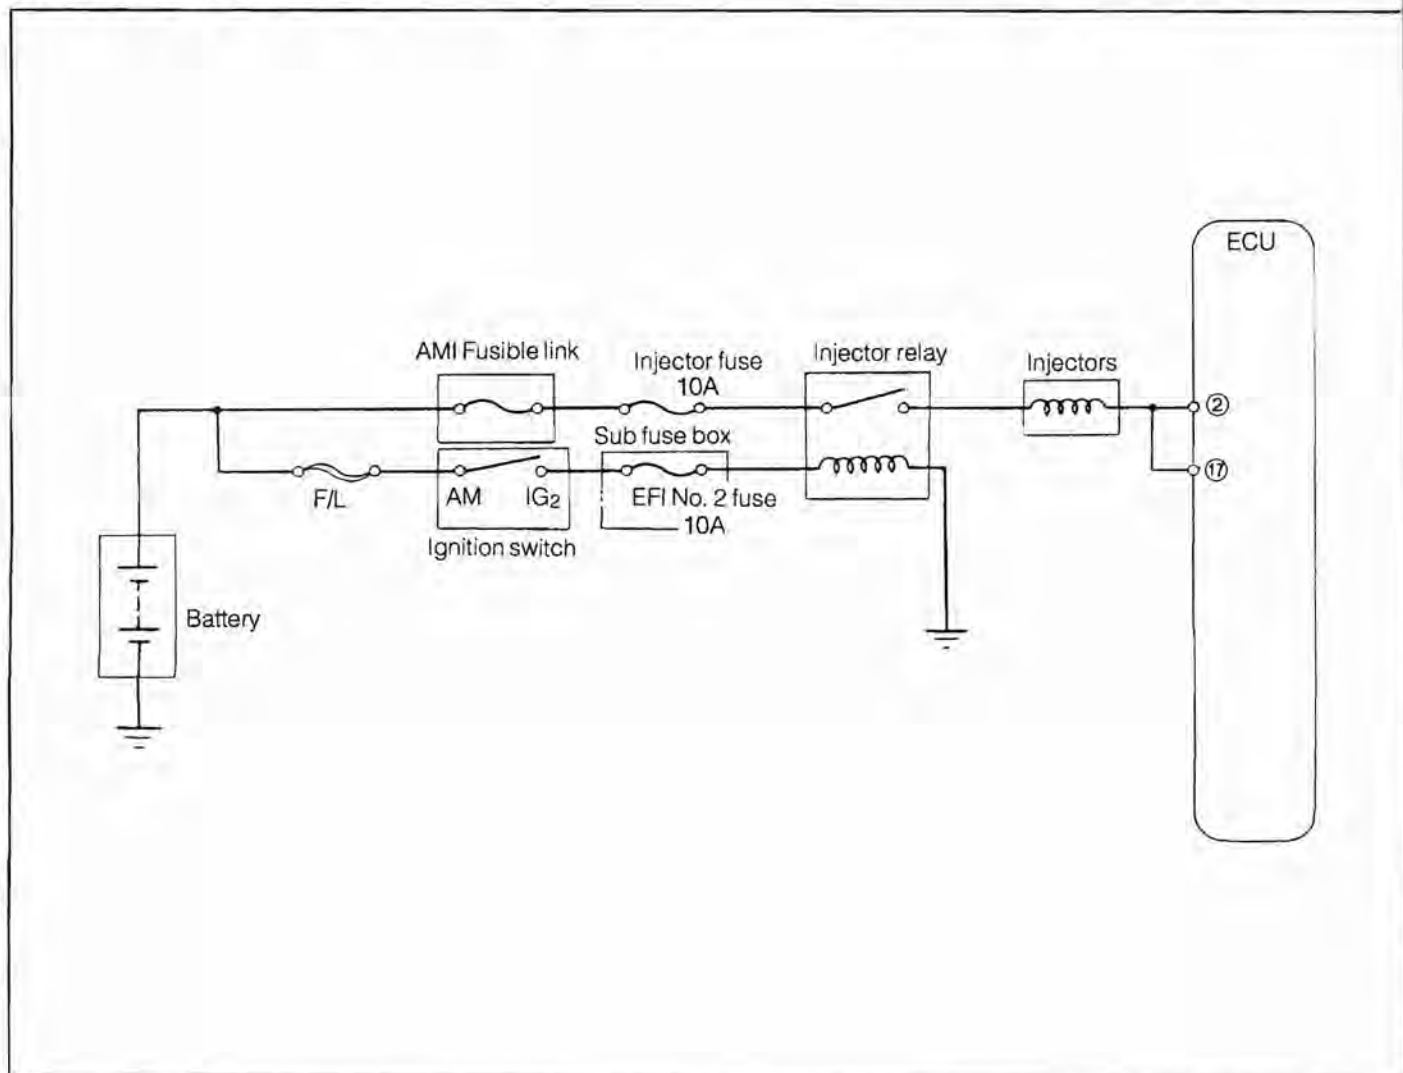 ECU
AMI Fusible link
Injector fuse
10A
Injector relay
Injectors
2
Sub fuse box
17
F/L
AM
IG2
EFI No. 2 fuse
10A
Ignition switch
Battery